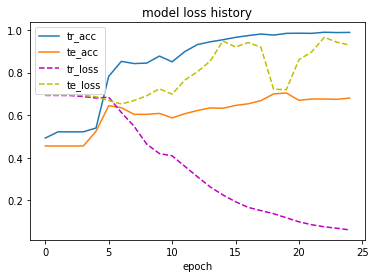 model loss history
1.0
0.8
0.6
0.4
0.2
tr_acc
te_acc
tr_loss
te_loss
0 5 10 15 20 25
epoch